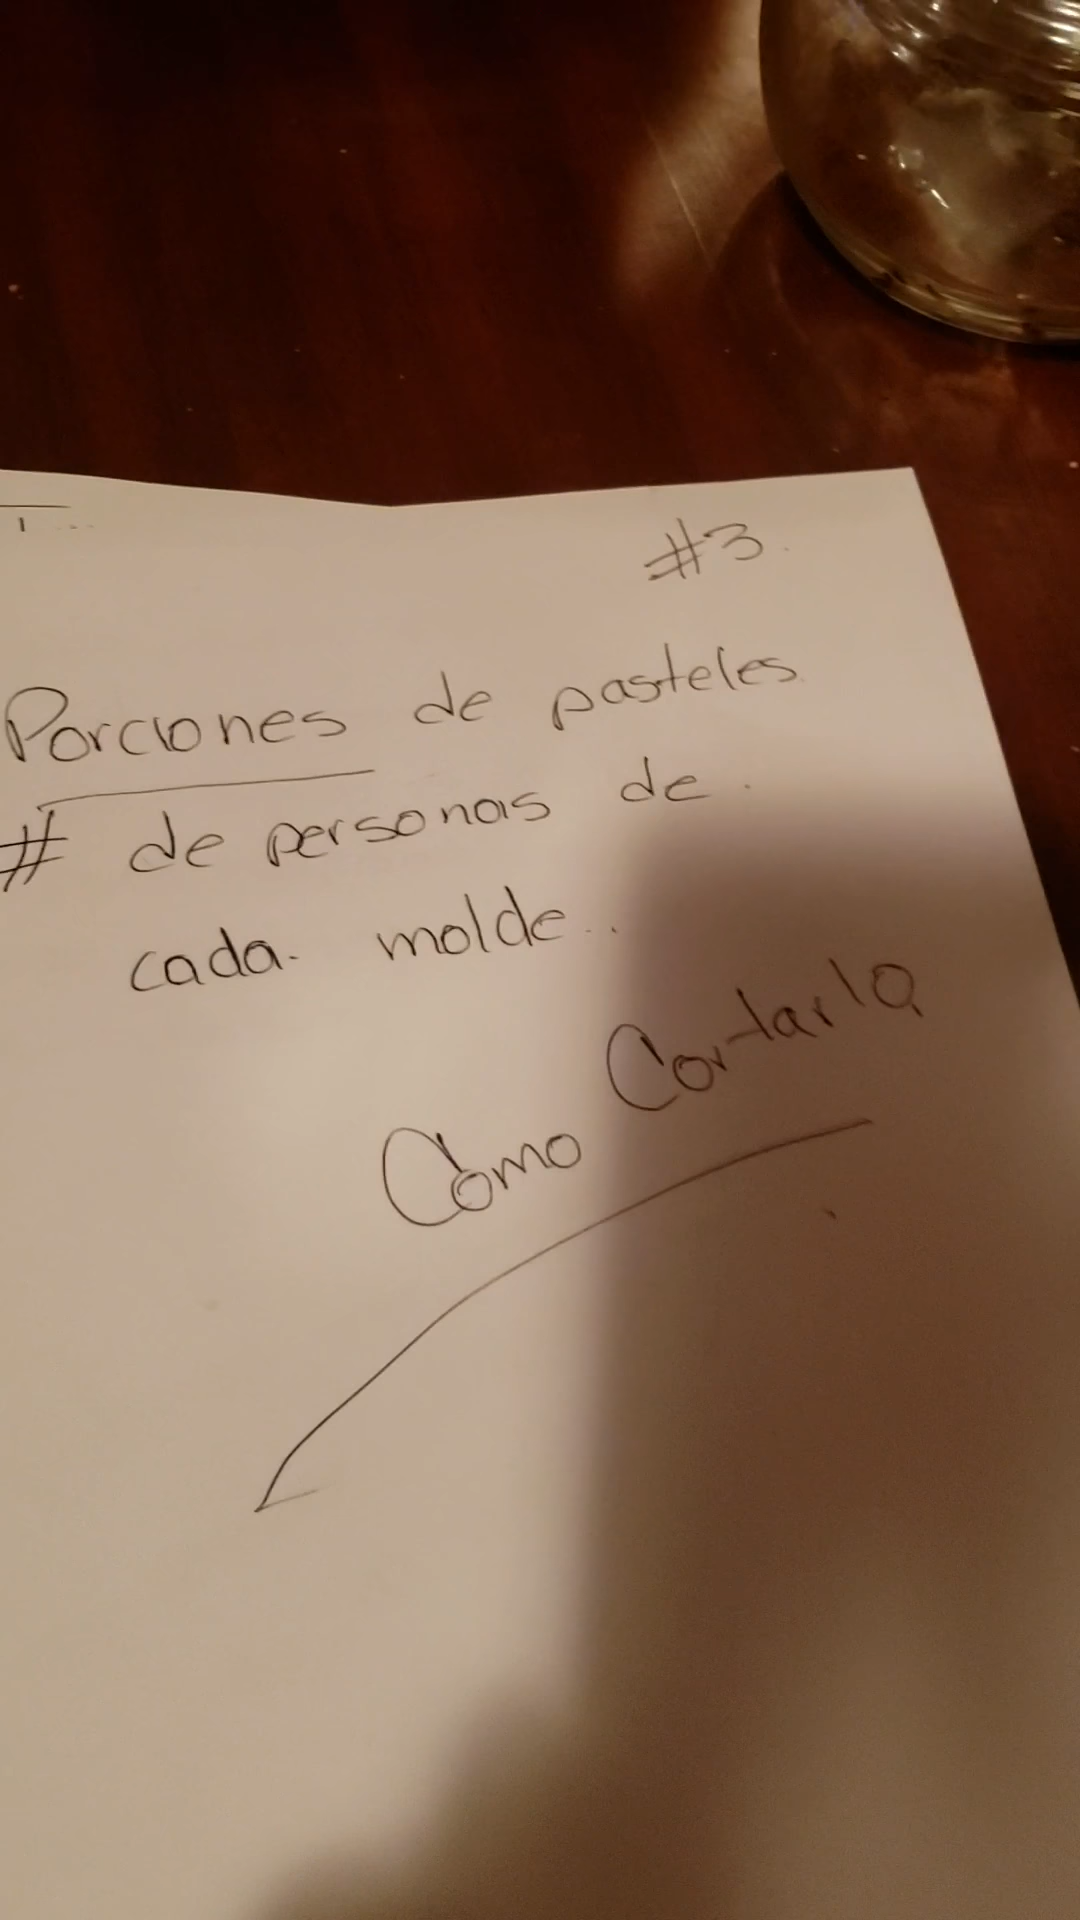 #3.
Porciones de pasteles
# de personas de
cada molde..
Como Cortarla